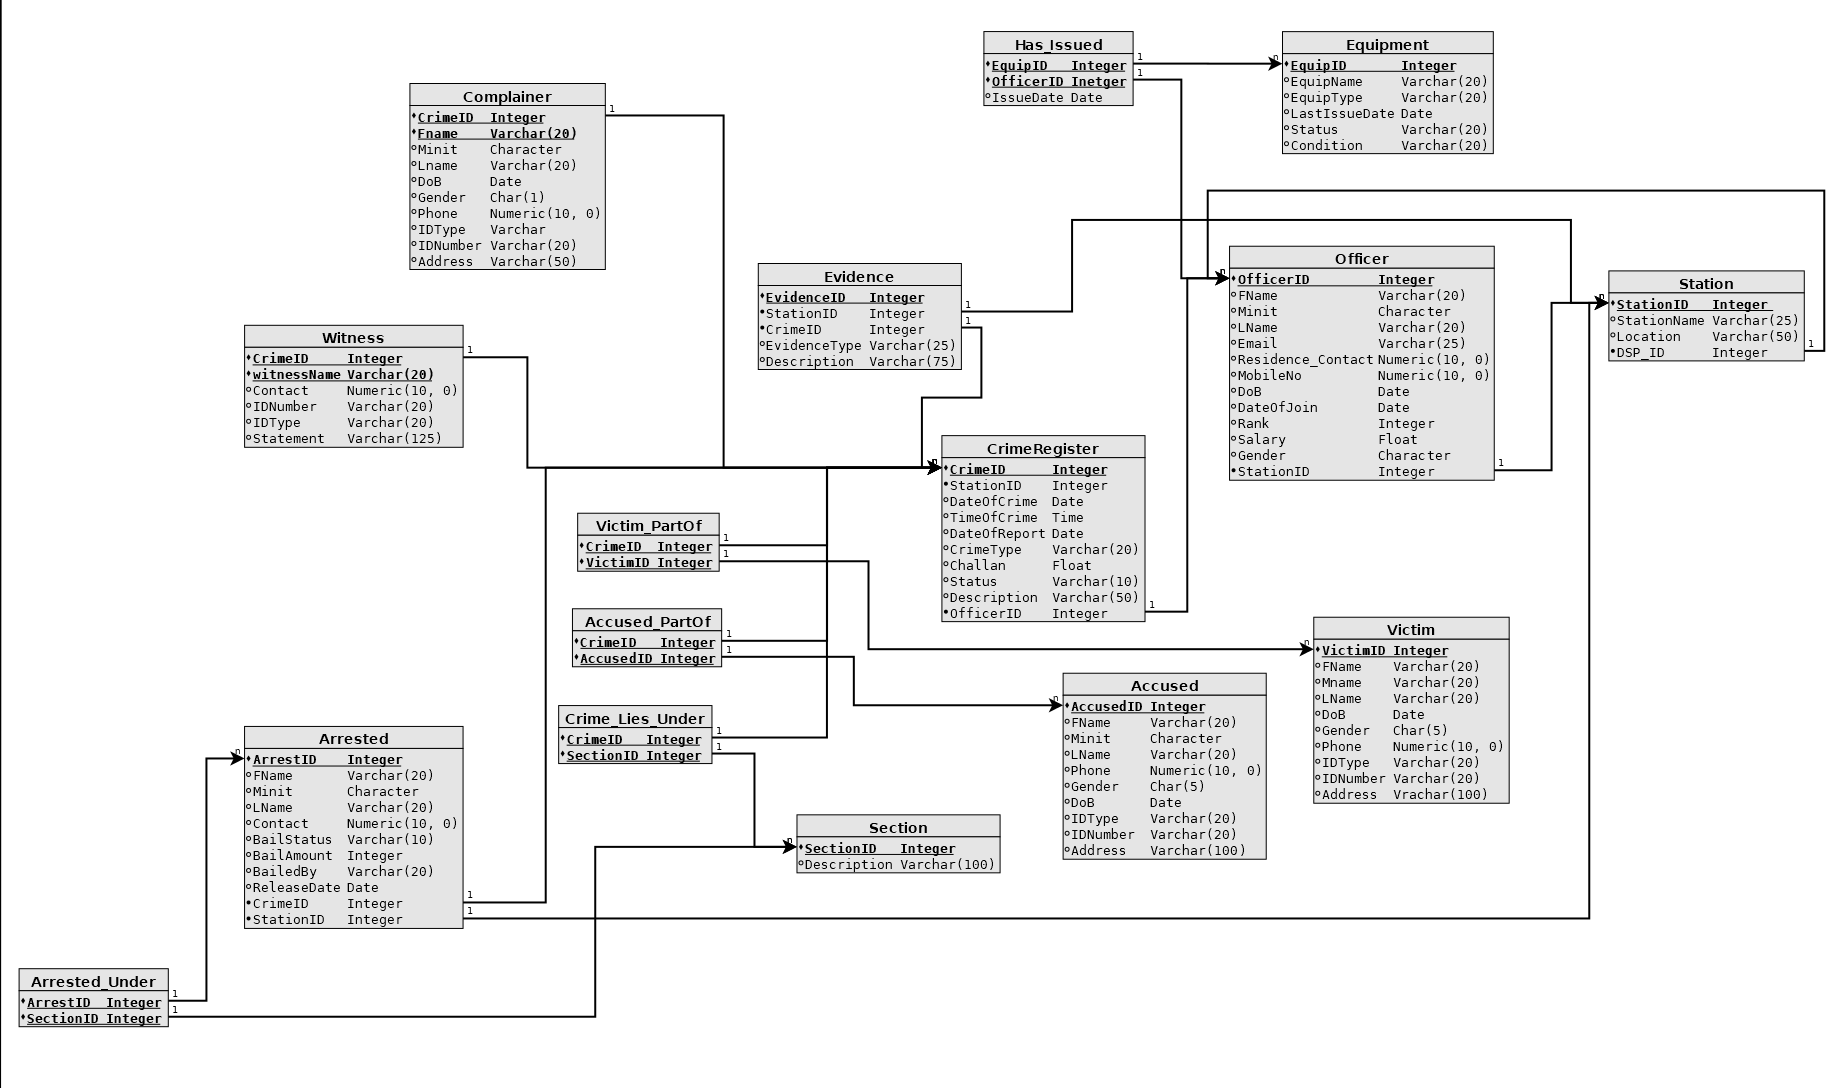 Has_Issued
EquipID Integer
OfficerID Inetger
IssueDate Date
1
1
n
Equipment
EquipID Integer
EquipName Varchar(20)
EquipType Varchar(20)
LastIssueDate Date
Status Varchar(20)
Condition Varchar(20)
Complainer
CrimeID Integer
Fname Varchar(20)
Minit Character
Lname Varchar(20)
DoB Date
Gender Char(1)
Phone Numeric(10, 0)
IDType Varchar
IDNumber Varchar(20)
Address Varchar(50)
1
Evidence
EvidenceID Integer
StationID Integer
CrimeID Integer
EvidenceType Varchar(25)
Description Varchar(75)
1
1
n
Officer
OfficerID Integer
FName Varchar(20)
Minit Character
LName Varchar(20)
Email Varchar(25)
Residence_Contact Numeric(10, 0)
MobileNo Numeric(10, 0)
DoB Date
DateOfJoin Date
Rank Integer
Salary Float
Gender Character
StationID Integer
1
n
Station
StationID Integer
StationName Varchar(25)
Location Varchar(50)
DSP_ID Integer
1
Witness
CrimeID Integer
witnessName Varchar(20)
Contact Numeric(10, 0)
IDNumber Varchar(20)
IDType Varchar(20)
Statement Varchar(125)
1
n
CrimeRegister
CrimeID Integer
StationID Integer
DateOfCrime Date
TimeOfCrime Time
DateOfReport Date
CrimeType Varchar(20)
Challan Float
Status Varchar(10)
Description Varchar(50)
OfficerID Integer
1
Victim_PartOf
CrimeID Integer
VictimID Integer
1
1
Accused_PartOf
CrimeID Integer
AccusedID Integer
1
1
n
Victim
VictimID Integer
FName Varchar(20)
Mname Varchar(20)
LName Varchar(20)
DoB Date
Gender Char(5)
Phone Numeric(10, 0)
IDType Varchar(20)
IDNumber Varchar(20)
Address Vrachar(100)
n
Accused
AccusedID Integer
FName Varchar(20)
Minit Character
LName Varchar(20)
Phone Numeric(10, 0)
Gender Char(5)
DoB Date
IDType Varchar(20)
IDNumber Varchar(20)
Address Varchar(100)
Crime_Lies_Under
CrimeID Integer
SectionID Integer
1
1
n
Arrested
ArrestID Integer
FName Varchar(20)
Minit Character
LName Varchar(20)
Contact Numeric(10, 0)
BailStatus Varchar(10)
BailAmount Integer
BailedBy Varchar(20)
ReleaseDate Date
CrimeID Integer
StationID Integer
1
1
n
Section
SectionID Integer
Description Varchar(100)
Arrested_Under
ArrestID Integer
SectionID Integer
1
1